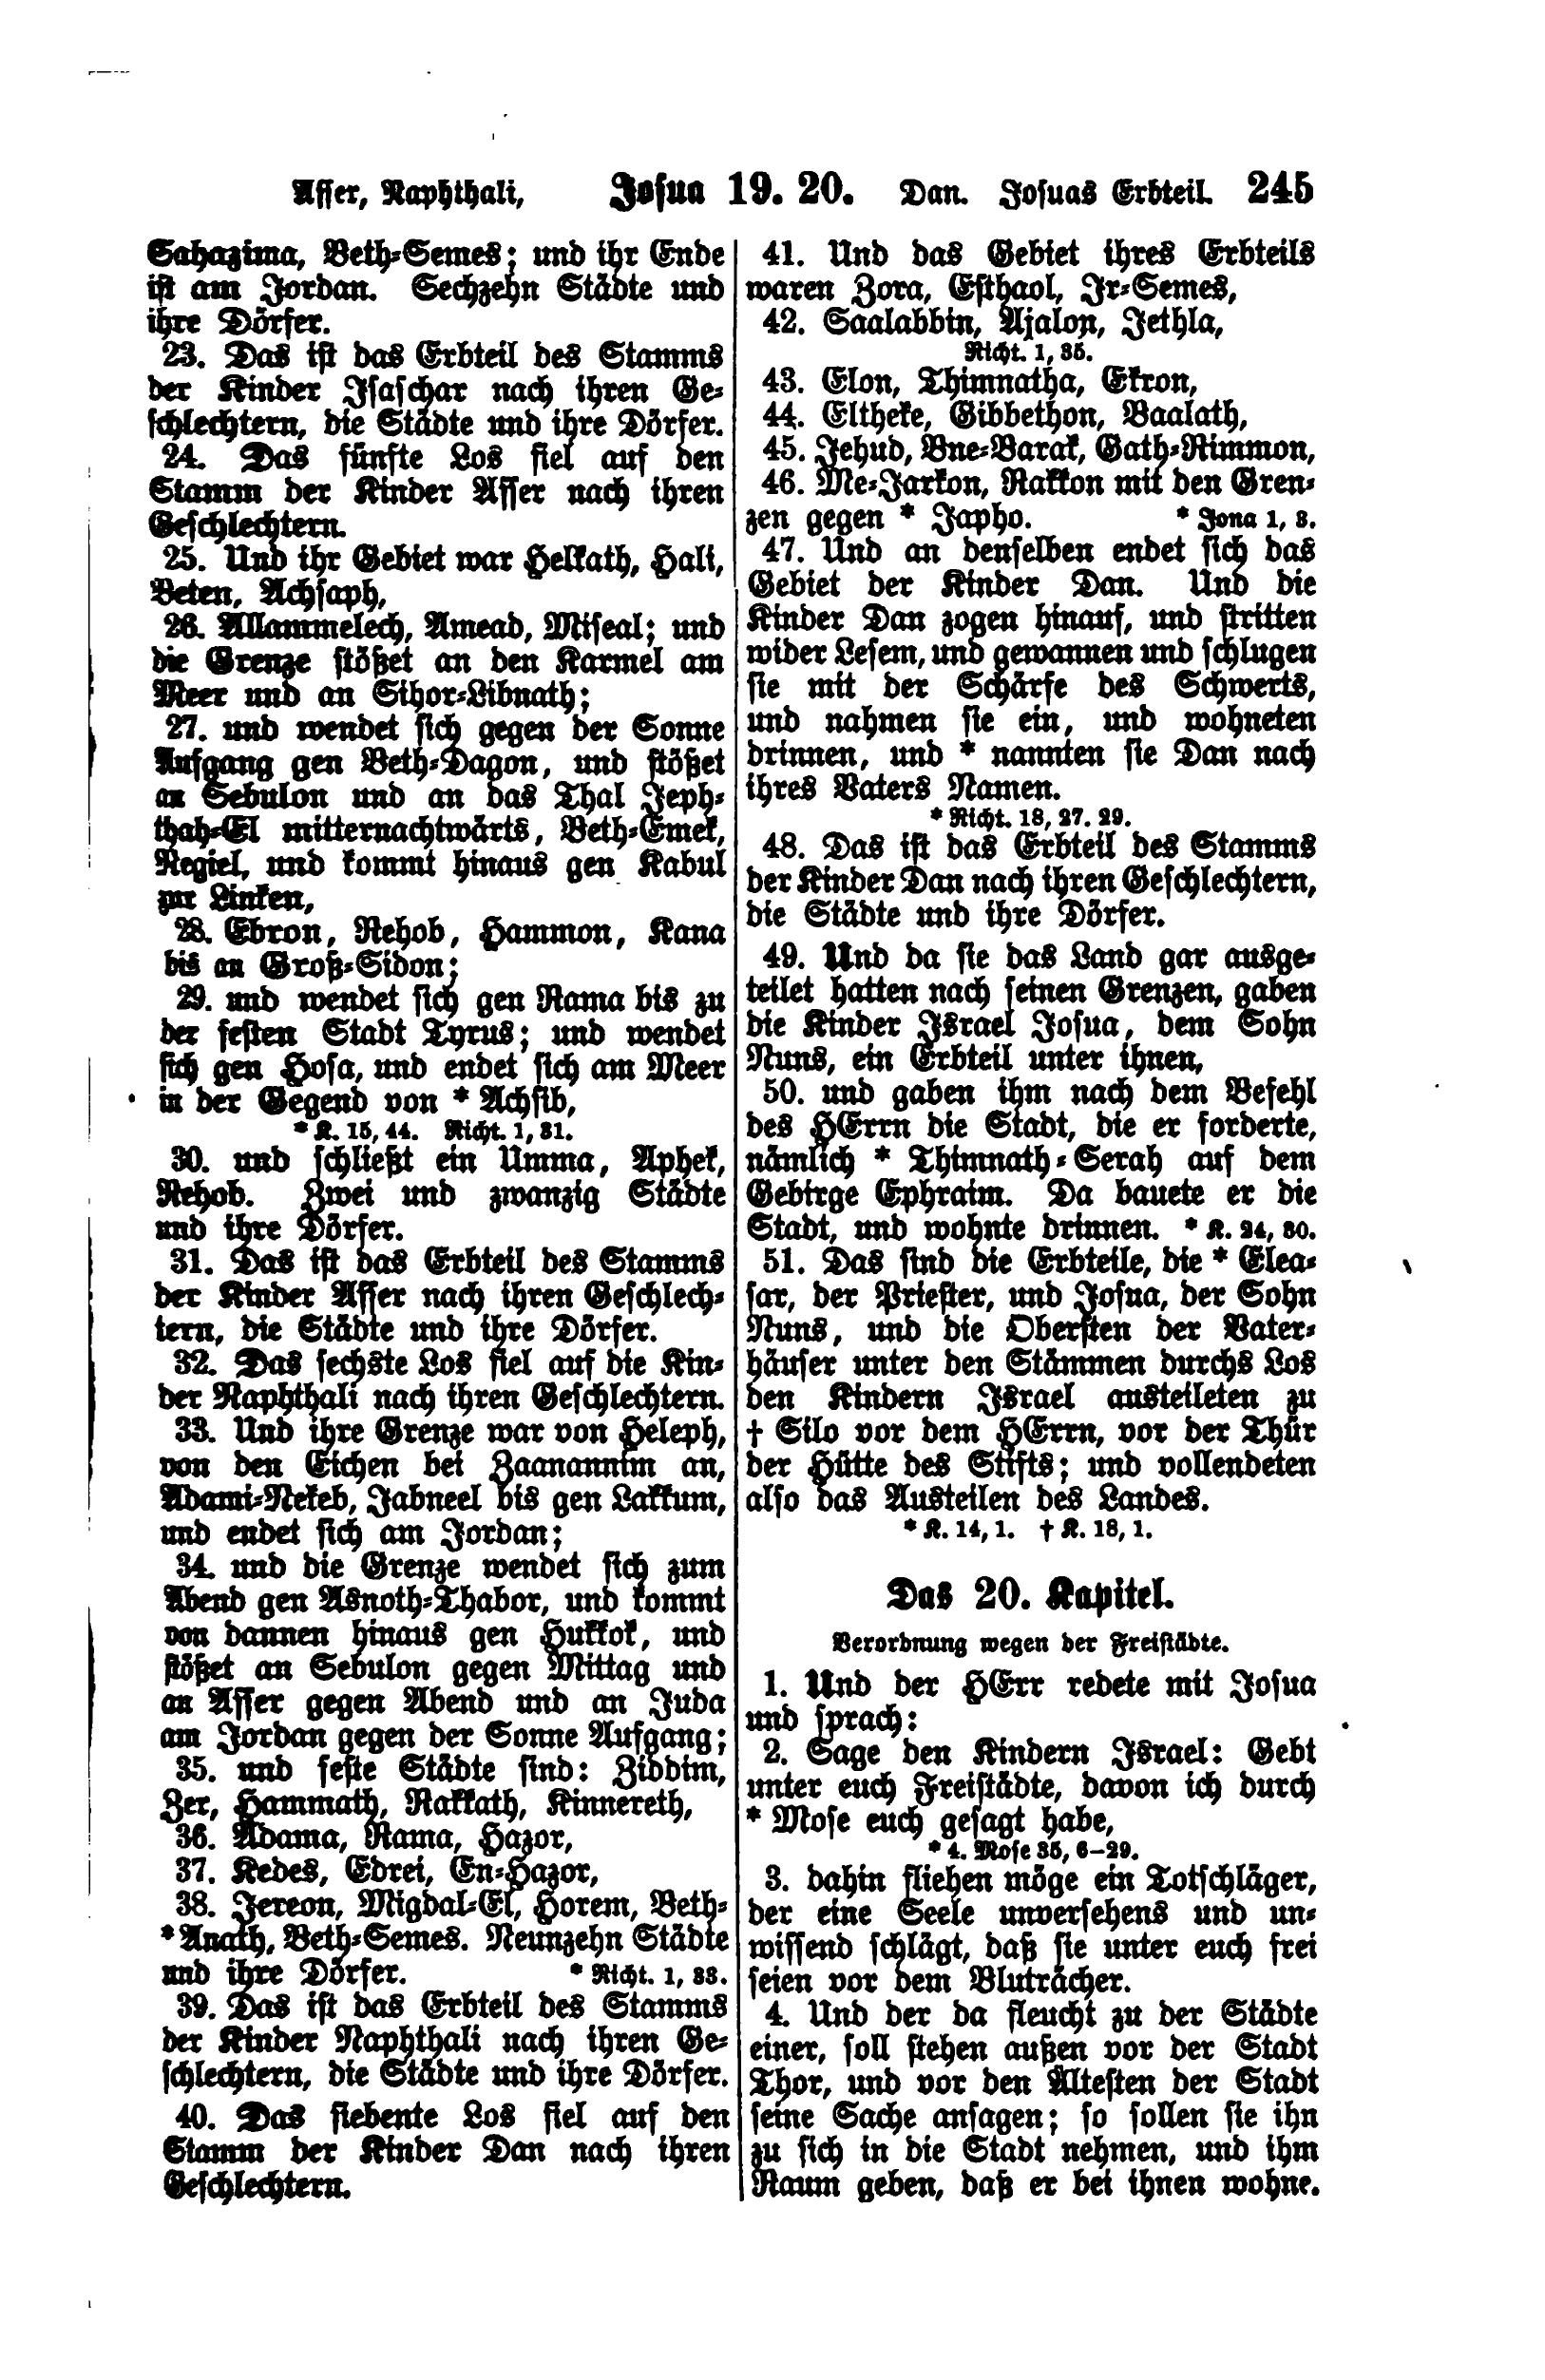 Asser, Naphthali, Josua 19. 20. Dan. Josuas Erbteil. 245
Sahazima, Beth-Semes; und ihr Ende
ist am Jordan. Sechzehn Städte und
ihre Dörfer.
23. Das ist das Erbteil des Stamms
der Kinder Isaschar nach ihren Ge-
schlechtern, die Städte und ihre Dörfer.
24. Das fünfte Los fiel auf den
Stamm der Kinder Asser nach ihren
Geschlechtern.
25. Und ihr Gebiet war Helkath, Hali,
Beten, Achsaph,
26. Allammelech, Amead, Miseal; und
die Grenze stößet an den Karmel am
Meer und an Sihor-Libnath;
27. und wendet sich gegen der Sonne
Aufgang gen Beth-Dagon, und stößet
an Sebulon und an das Thal Jeph-
thah-El mitternachtwärts, Beth-Emek,
Negiel, und kommt hinaus gen Kabul
zur Linken,
28. Ebron, Rehob, Hammon, Kana
bis an Groß-Sidon;
29. und wendet sich gen Rama bis zu
der festen Stadt Tyrus; und wendet
sich gen Hosa, und endet sich am Meer
in der Gegend von * Achsib,
* K. 15, 44. Richt. 1, 31.
30. und schließt ein Umma, Aphek,
Rehob. Zwei und zwanzig Städte
und ihre Dörfer.
31. Das ist das Erbteil des Stamms
der Kinder Asser nach ihren Geschlech-
tern, die Städte und ihre Dörfer.
32. Das sechste Los fiel auf die Kin-
der Naphthali nach ihren Geschlechtern.
33. Und ihre Grenze war von Heleph,
von den Eichen bei Zaanannim an,
Adami-Nekeb, Jabneel bis gen Lakkum,
und endet sich am Jordan;
34. und die Grenze wendet sich zum
Abend gen Asnoth-Thabor, und kommt
von dannen hinaus gen Hukkok, und
stößet an Sebulon gegen Mittag und
an Asser gegen Abend und an Juda
am Jordan gegen der Sonne Aufgang;
35. und feste Städte sind: Ziddim,
Zer, Hammath, Rakkath, Kinnereth,
36. Adama, Rama, Hazor,
37. Kedes, Edrei, En-Hazor,
38. Jereon, Migdal-El, Horem, Beth-
* Anath, Beth-Semes. Neunzehn Städte
und ihre Dörfer. * Richt. 1, 33.
39. Das ist das Erbteil des Stamms
der Kinder Naphthali nach ihren Ge-
schlechtern, die Städte und ihre Dörfer.
40. Das siebente Los fiel auf den
Stamm der Kinder Dan nach ihren
Geschlechtern.
41. Und das Gebiet ihres Erbteils
waren Zora, Esthaol, Ir-Semes,
42. Saalabbin, Ajalon, Jethla,
Richt. 1, 35.
43. Elon, Thimnatha, Ekron,
44. Eltheke, Gibbethon, Baalath,
45. Jehud, Bne-Barak, Gath-Rimmon,
46. Me-Jarkon, Rakkon mit den Gren-
zen gegen * Japho. * Jona 1, 3.
47. Und an denselben endet sich das
Gebiet der Kinder Dan. Und die
Kinder Dan zogen hinauf, und stritten
wider Lesem, und gewannen und schlugen
sie mit der Schärfe des Schwerts,
und nahmen sie ein, und wohneten
drinnen, und * nannten sie Dan nach
ihres Vaters Namen.
* Richt. 18, 27. 29.
48. Das ist das Erbteil des Stamms
der Kinder Dan nach ihren Geschlechtern,
die Städte und ihre Dörfer.
49. Und da sie das Land gar ausge-
teilet hatten nach seinen Grenzen, gaben
die Kinder Israel Josua, dem Sohn
Nuns, ein Erbteil unter ihnen,
50. und gaben ihm nach dem Befehl
des HErrn die Stadt, die er forderte,
nämlich * Thimnath-Serah auf dem
Gebirge Ephraim. Da bauete er die
Stadt, und wohnte drinnen. * K. 24, 30.
51. Das sind die Erbteile, die * Elea-
sar, der Priester, und Josua, der Sohn
Nuns, und die Obersten der Vater-
häuser unter den Stämmen durchs Los
den Kindern Israel austeileten zu
† Silo vor dem HErrn, vor der Thür
der Hütte des Stifts; und vollendeten
also das Austeilen des Landes.
* K. 14, 1. † K. 18, 1.
Das 20. Kapitel.
Verordnung wegen der Freistädte.
1. Und der HErr redete mit Josua
und sprach:
2. Sage den Kindern Israel: Gebt
unter euch Freistädte, davon ich durch
* Mose euch gesagt habe,
* 4. Mose 35, 6–29.
3. dahin fliehen möge ein Totschläger,
der eine Seele unversehens und un-
wissend schlägt, daß sie unter euch frei
seien vor dem Bluträcher.
4. Und der da fleucht zu der Städte
einer, soll stehen außen vor der Stadt
Thor, und vor den Ältesten der Stadt
seine Sache ansagen; so sollen sie ihn
zu sich in die Stadt nehmen, und ihm
Raum geben, daß er bei ihnen wohne.